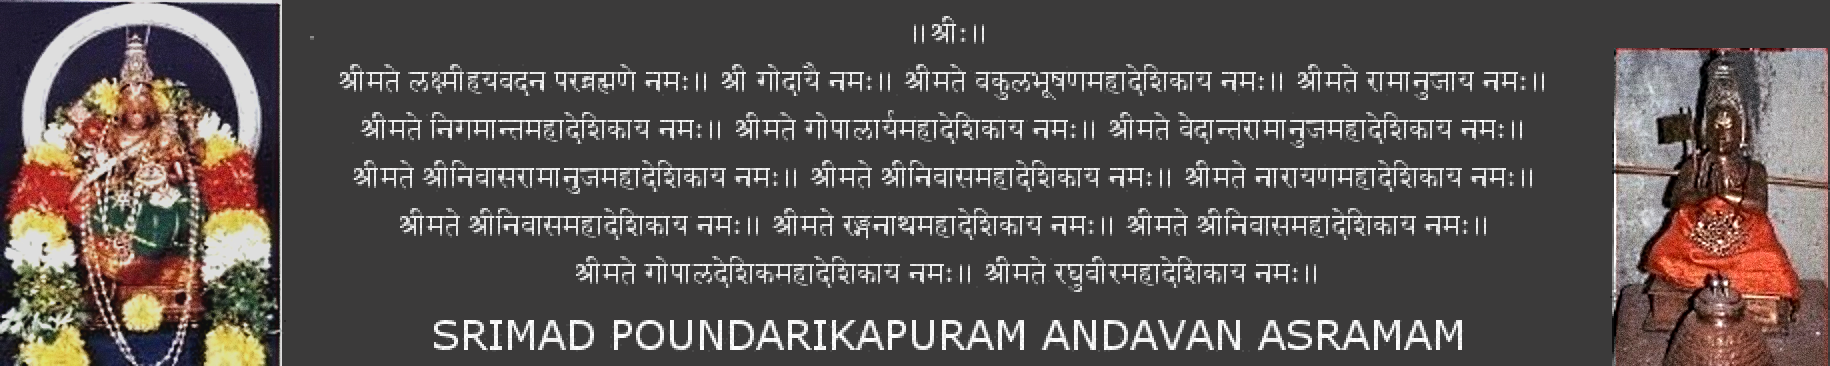 ॥श्रीः॥
श्रीमते लक्ष्मीहयवदन परब्रह्मणे नमः॥ श्री गोदायै नमः॥ श्रीमते वकुलभूषणमहादेशिकाय नमः॥ श्रीमते रामानुजाय नमः॥
श्रीमते निगमान्तमहादेशिकाय नमः॥ श्रीमते गोपालार्यमहादेशिकाय नमः॥ श्रीमते वेदान्तरामानुजमहादेशिकाय नमः॥
श्रीमते श्रीनिवासरामानुजमहादेशिकाय नमः॥ श्रीमते श्रीनिवासमहादेशिकाय नमः॥ श्रीमते नारायणमहादेशिकाय नमः॥
श्रीमते श्रीनिवासमहादेशिकाय नमः॥ श्रीमते रङ्गनाथमहादेशिकाय नमः॥ श्रीमते श्रीनिवासमहादेशिकाय नमः॥
श्रीमते गोपालदेशिकमहादेशिकाय नमः॥ श्रीमते रघुवीरमहादेशिकाय नमः॥
SRIMAD POUNDARIKAPURAM ANDAVAN ASRAMAM